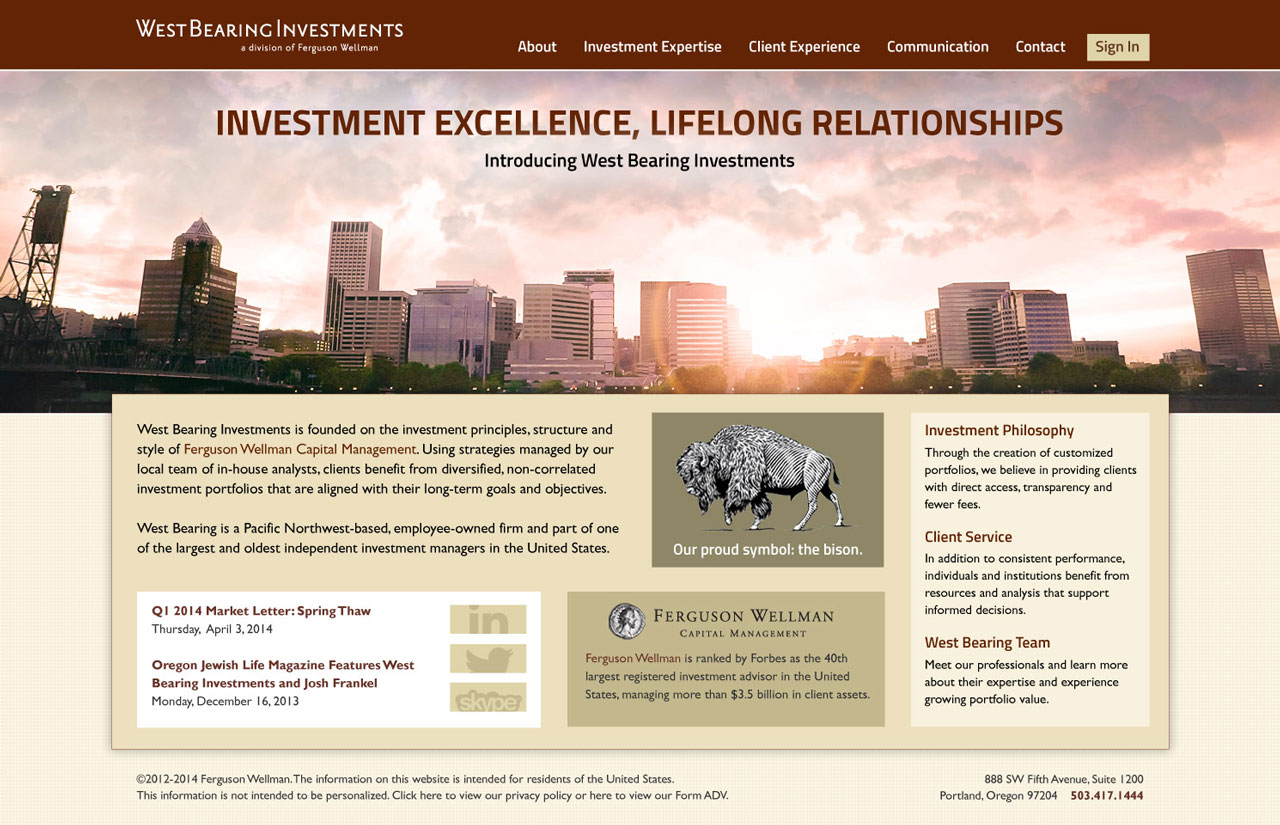 WEST BEARING INVESTMENTS
a division of Ferguson Wellman
About Investment Expertise Client Experience Communication Contact Sign In
INVESTMENT EXCELLENCE, LIFELONG RELATIONSHIPS
Introducing West Bearing Investments
West Bearing Investments is founded on the investment principles, structure and
style of Ferguson Wellman Capital Management. Using strategies managed by our
local team of in-house analysts, clients benefit from diversified, non-correlated
investment portfolios that are aligned with their long-term goals and objectives.
West Bearing is a Pacific Northwest-based, employee-owned firm and part of one
of the largest and oldest independent investment managers in the United States.
Our proud symbol: the bison.
Investment Philosophy
Through the creation of customized
portfolios, we believe in providing clients
with direct access, transparency and
fewer fees.
Client Service
In addition to consistent performance,
individuals and institutions benefit from
resources and analysis that support
informed decisions.
West Bearing Team
Meet our professionals and learn more
about their expertise and experience
growing portfolio value.
Q1 2014 Market Letter: Spring Thaw
Thursday, April 3, 2014
Oregon Jewish Life Magazine Features West
Bearing Investments and Josh Frankel
Monday, December 16, 2013
in
skype
FERGUSON WELLMAN
CAPITAL MANAGEMENT
Ferguson Wellman is ranked by Forbes as the 40th
largest registered investment advisor in the United
States, managing more than $3.5 billion in client assets.
©2012-2014 Ferguson Wellman. The information on this website is intended for residents of the United States.
This information is not intended to be personalized. Click here to view our privacy policy or here to view our Form ADV.
888 SW Fifth Avenue, Suite 1200
Portland, Oregon 97204 503.417.1444